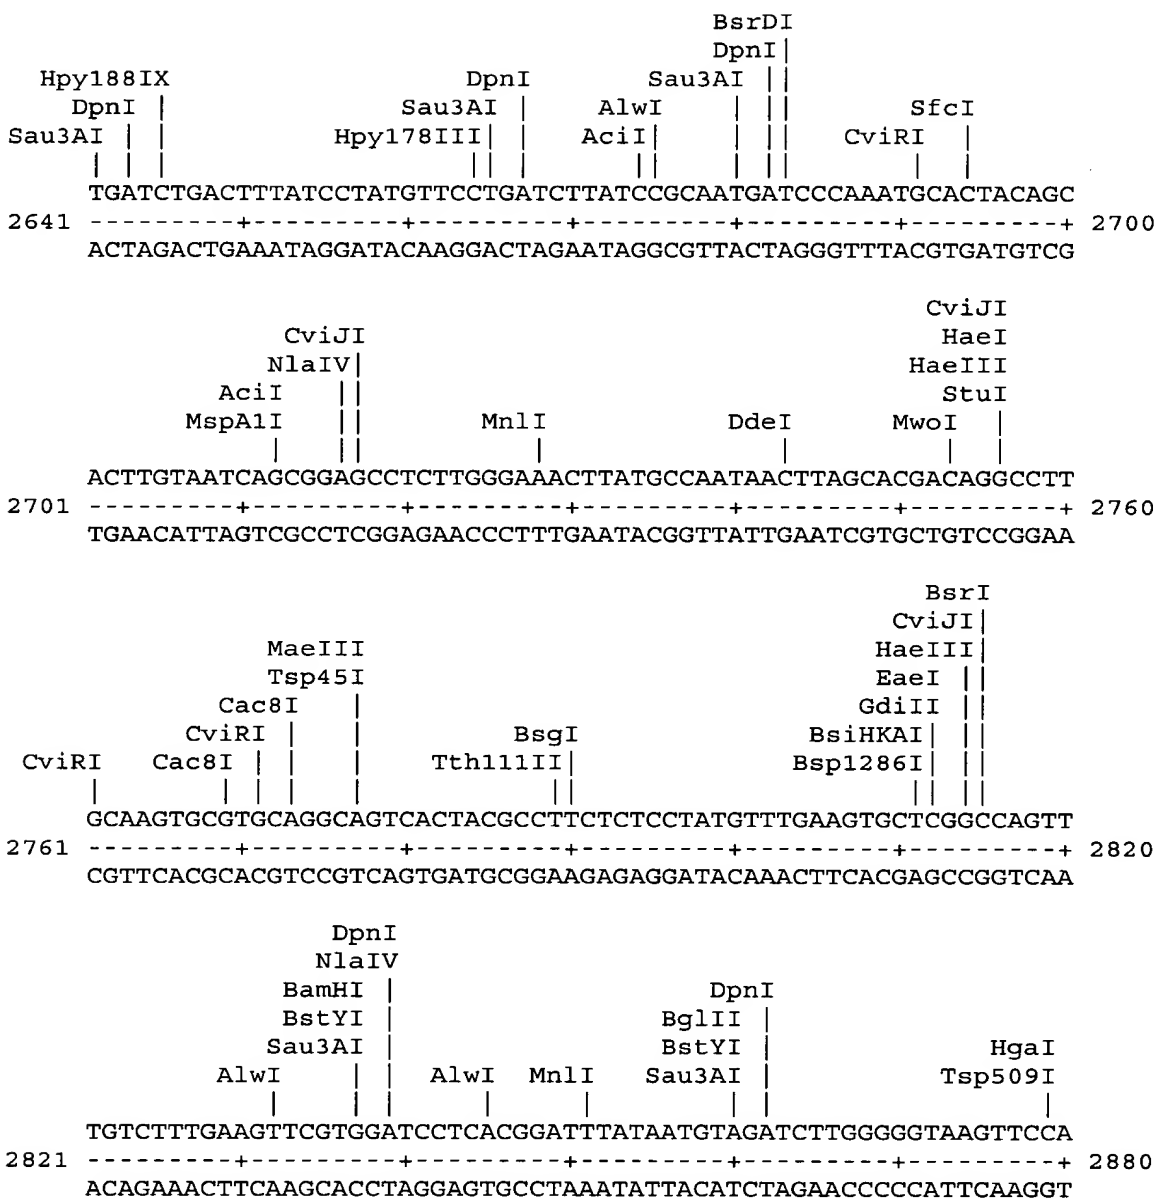 BsrDI
DpnI|
Hpy188IX DpnI Sau3AI ||
DpnI | Sau3AI | AlwI | || SfcI
Sau3AI | | Hpy178III| | AciI| | || CviRI |
| | | || | || | || | |
TGATCTGACTTTATCCTATGTTCCTGATCTTATCCGCAATGATCCCAAATGCACTACAGC
2641 ---------+---------+---------+---------+---------+---------+ 2700
ACTAGACTGAAATAGGATACAAGGACTAGAATAGGCGTTACTAGGGTTTACGTGATGTCG
CviJI
CviJI HaeI
NlaIV| HaeIII
AciI || StuI
MspA1I || MnlI DdeI MwoI |
| || | | | |
ACTTGTAATCAGCGGAGCCTCTTGGGAAACTTATGCCAATAACTTAGCACGACAGGCCTT
2701 ---------+---------+---------+---------+---------+---------+ 2760
TGAACATTAGTCGCCTCGGAGAACCCTTTGAATACGGTTATTGAATCGTGCTGTCCGGAA
BsrI
CviJI|
MaeIII HaeIII|
Tsp45I EaeI ||
Cac8I | GdiII ||
CviRI | | BsgI BsiHKAI| ||
CviRI Cac8I | | | Tth111II| Bsp1286I| ||
| | | | | || || ||
GCAAGTGCGTGCAGGCAGTCACTACGCCTTCTCTCCTATGTTTGAAGTGCTCGGCCAGTT
2761 ---------+---------+---------+---------+---------+---------+ 2820
CGTTCACGCACGTCCGTCAGTGATGCGGAAGAGAGGATACAAACTTCACGAGCCGGTCAA
DpnI
NlaIV
BamHI | DpnI
BstYI | BglII |
Sau3AI | BstYI | HgaI
AlwI | | AlwI MnlI Sau3AI | Tsp509I
| | | | | | | |
TGTCTTTGAAGTTCGTGGATCCTCACGGATTTATAATGTAGATCTTGGGGGTAAGTTCCA
2821 ---------+---------+---------+---------+---------+---------+ 2880
ACAGAAACTTCAAGCACCTAGGAGTGCCTAAATATTACATCTAGAACCCCCATTCAAGGT